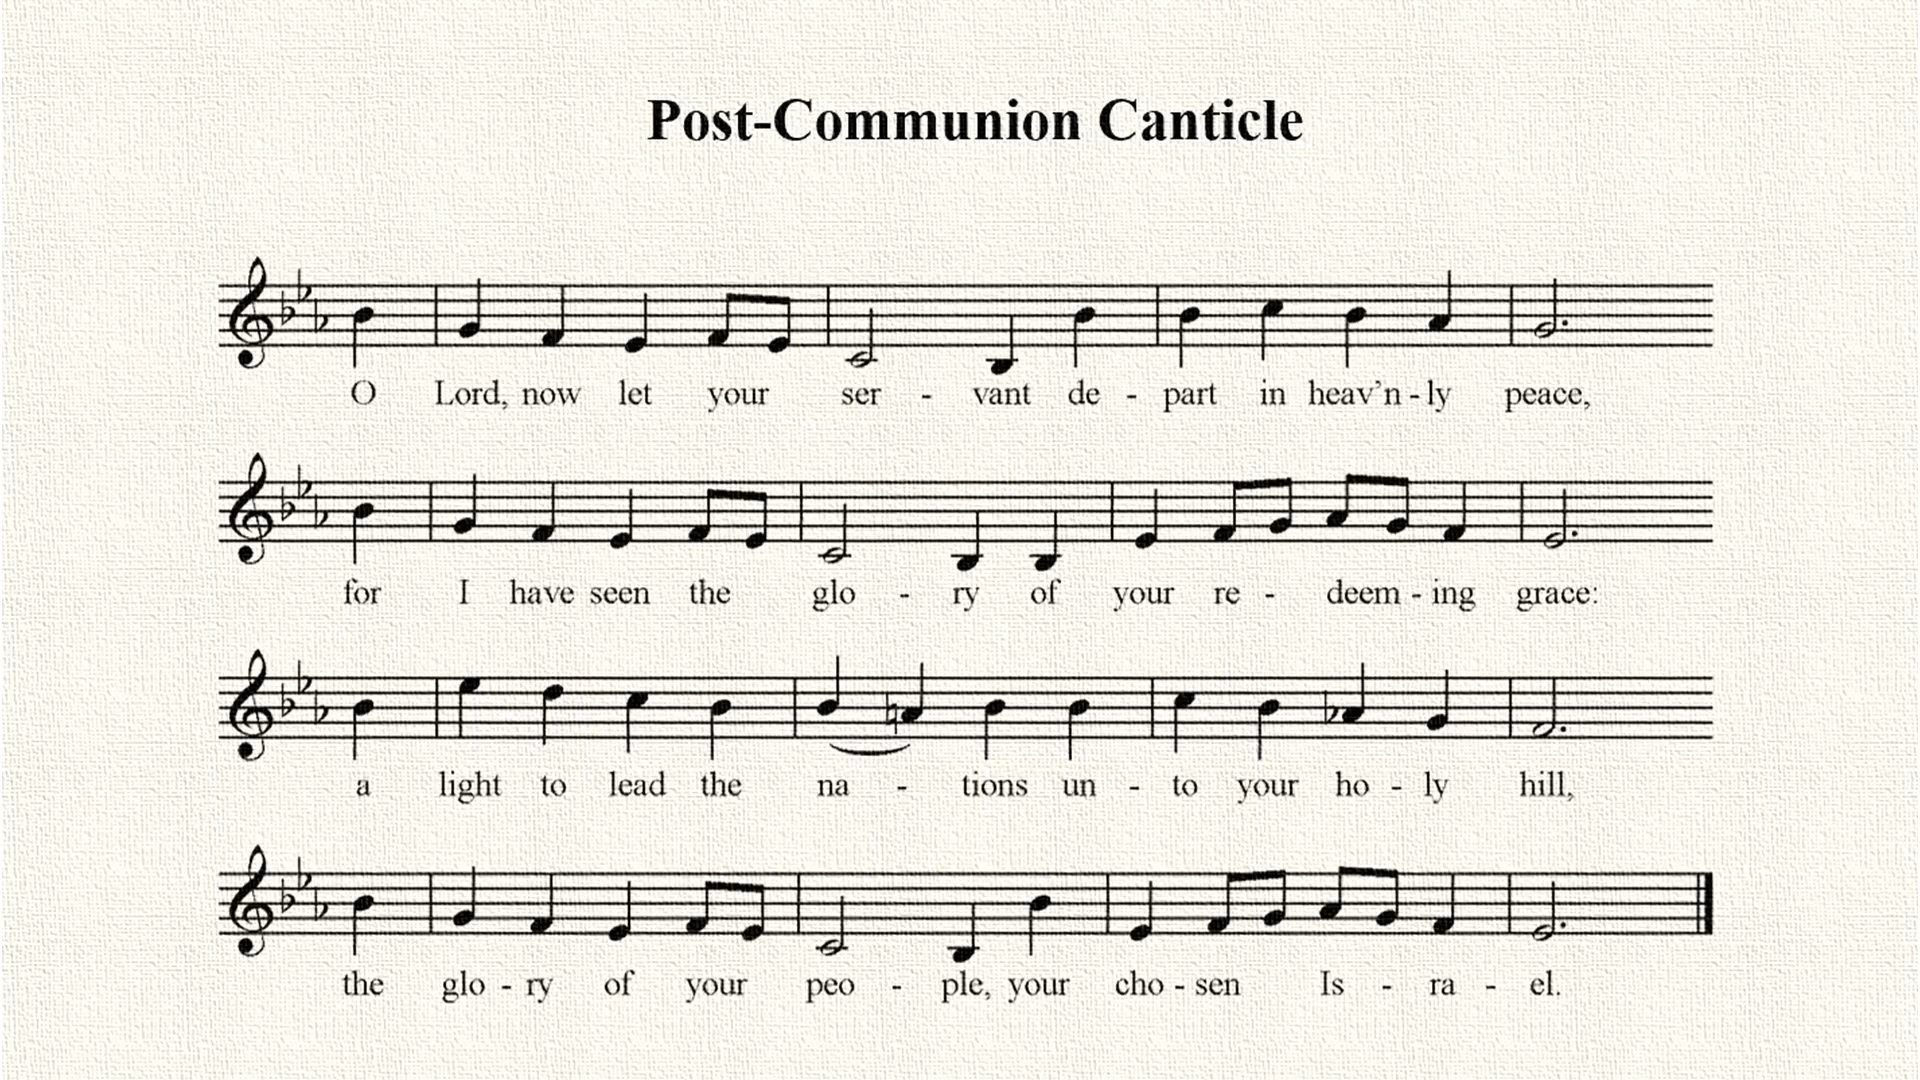 Post-Communion Canticle
O Lord, now let your ser - vant de - part in heav’n - ly peace,
for I have seen the glo - ry of your re - deem - ing grace:
a light to lead the na - tions un - to your ho - ly hill,
the glo - ry of your peo - ple, your cho - sen Is - ra - el.